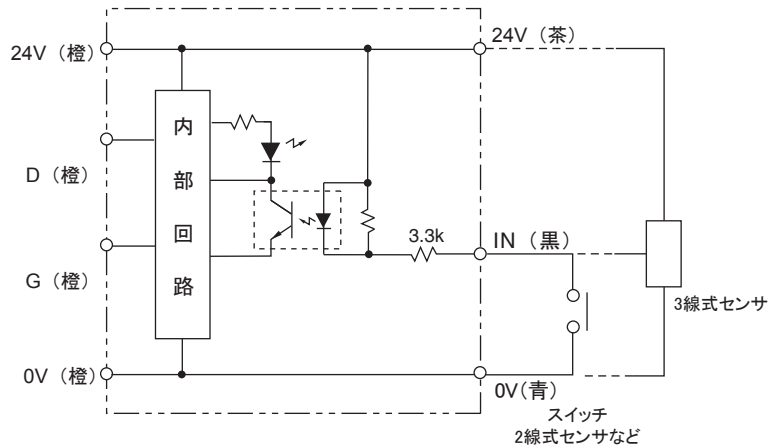 24V（橙）
24V（茶）
内部回路
D（橙）
G（橙）
3.3k
IN（黒）
3線式センサ
0V（橙）
0V(青）
スイッチ
2線式センサなど